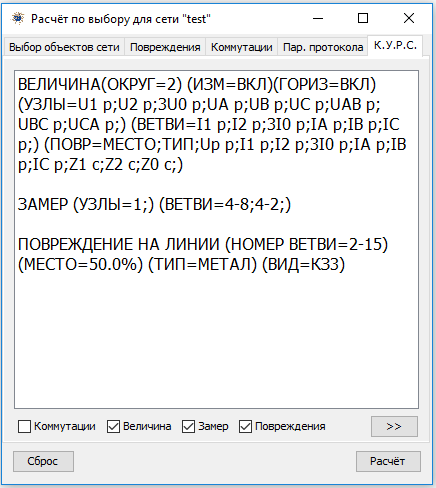 Расчёт по выбору для сети "test"
Выбор объектов сети Повреждения Коммутации Пар. протокола К.У.Р.С.
ВЕЛИЧИНА(ОКРУГ=2) (ИЗМ=ВКЛ)(ГОРИЗ=ВКЛ)
(УЗЛЫ=U1 p;U2 p;3U0 p;UA p;UB p;UC p;UAB p;
UBC p;UCA p;) (ВЕТВИ=I1 p;I2 p;3I0 p;IA p;IB p;IC
p;) (ПОВР=МЕСТО;ТИП;Up p;I1 p;I2 p;3I0 p;IA p;IB
p;IC p;Z1 c;Z2 c;Z0 c;)
ЗАМЕР (УЗЛЫ=1;) (ВЕТВИ=4-8;4-2;)
ПОВРЕЖДЕНИЕ НА ЛИНИИ (НОМЕР ВЕТВИ=2-15)
(МЕСТО=50.0%) (ТИП=МЕТАЛ) (ВИД=КЗ3)
Коммутации Величина Замер Повреждения >>
Сброс Расчёт